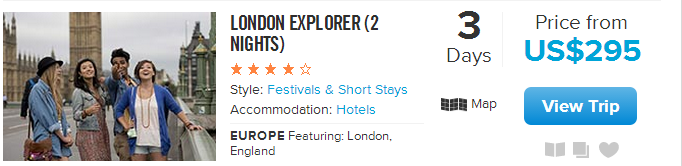 LONDON EXPLORER (2
NIGHTS)
Style: Festivals & Short Stays
Accommodation: Hotels
EUROPE Featuring: London,
England
3
Days
Map
Price from
US$295
View Trip